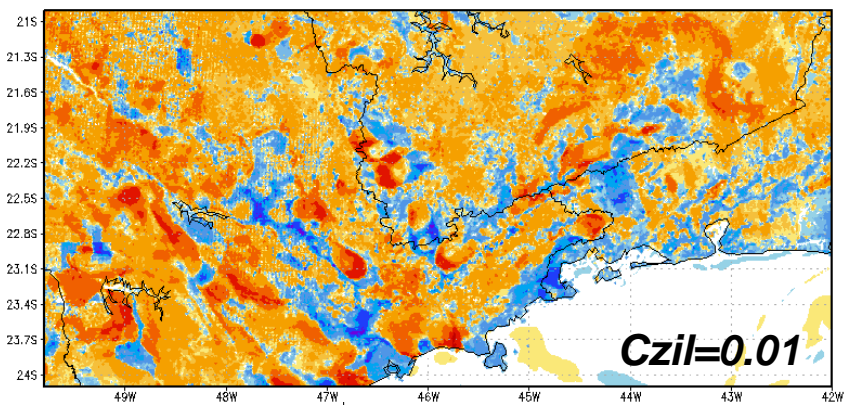 21S
21.3S
21.6S
21.9S
22.2S
22.5S
22.8S
23.1S
23.4S
23.7S
24S
Czil=0.01
49W 48W 47W 46W 45W 44W 43W 42W